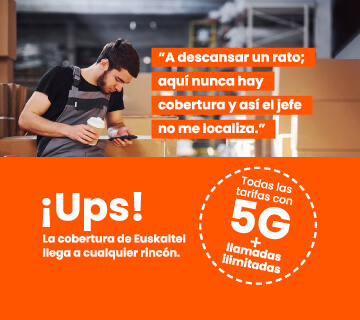 “A descansar un rato;
aquí nunca hay
cobertura y así el jefe
no me localiza.”
¡Ups!
La cobertura de Euskaltel
llega a cualquier rincón.
Todas las
tarifas con
5G
+
llamadas
ilimitadas